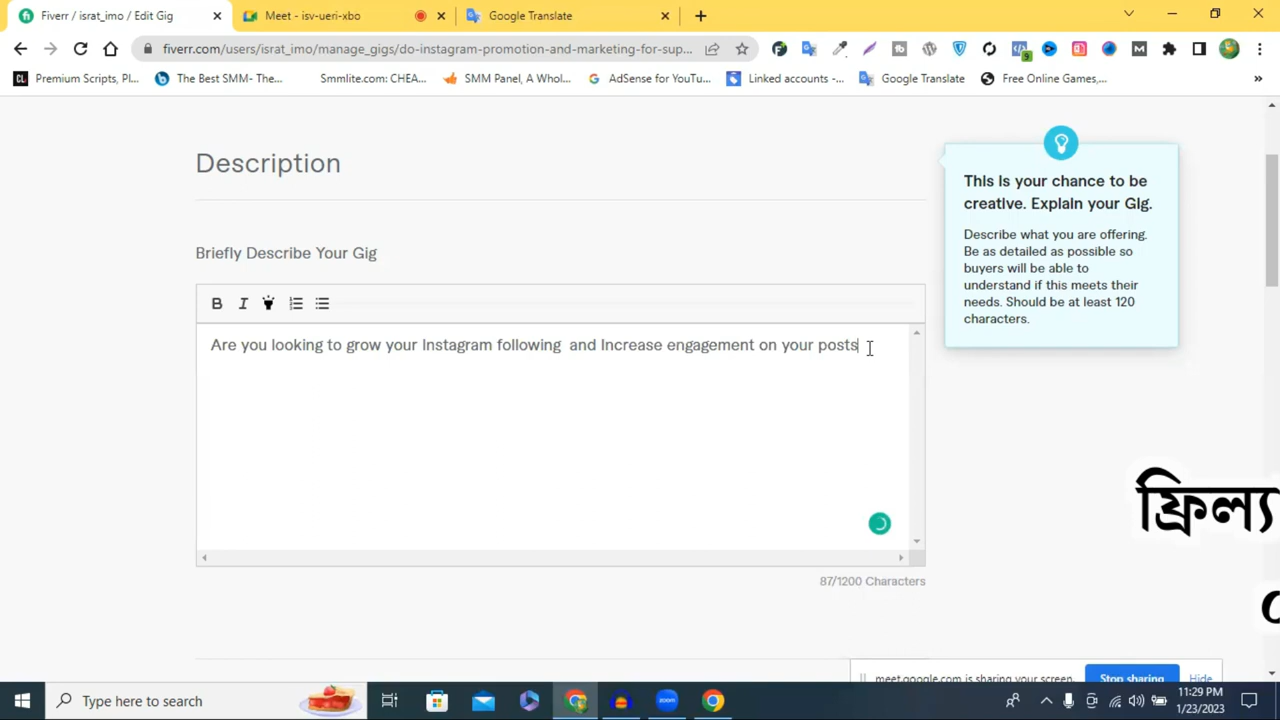 Fiverr / israt_imo / Edit Gig
Meet - isv-ueri-xbo
Google Translate
fiverr.com/users/israt_imo/manage_gigs/do-instagram-promotion-and-marketing-for-sup...
9
Premium Scripts, Pl...
The Best SMM- The...
Smmlite.com: CHEA...
SMM Panel, A Whol...
AdSense for YouTu...
Linked accounts -...
Google Translate
Free Online Games,...
Description
This is your chance to be
creative. Explain your Gig.
Describe what you are offering.
Be as detailed as possible so
buyers will be able to
understand if this meets their
needs. Should be at least 120
characters.
Briefly Describe Your Gig
B I
Are you looking to grow your Instagram following  and Increase engagement on your posts
87/1200 Characters
ফ্রিল্যা
meet.google.com is sharing your screen.
Stop sharing
Hide
Type here to search
zoom
11:29 PM
1/23/2023